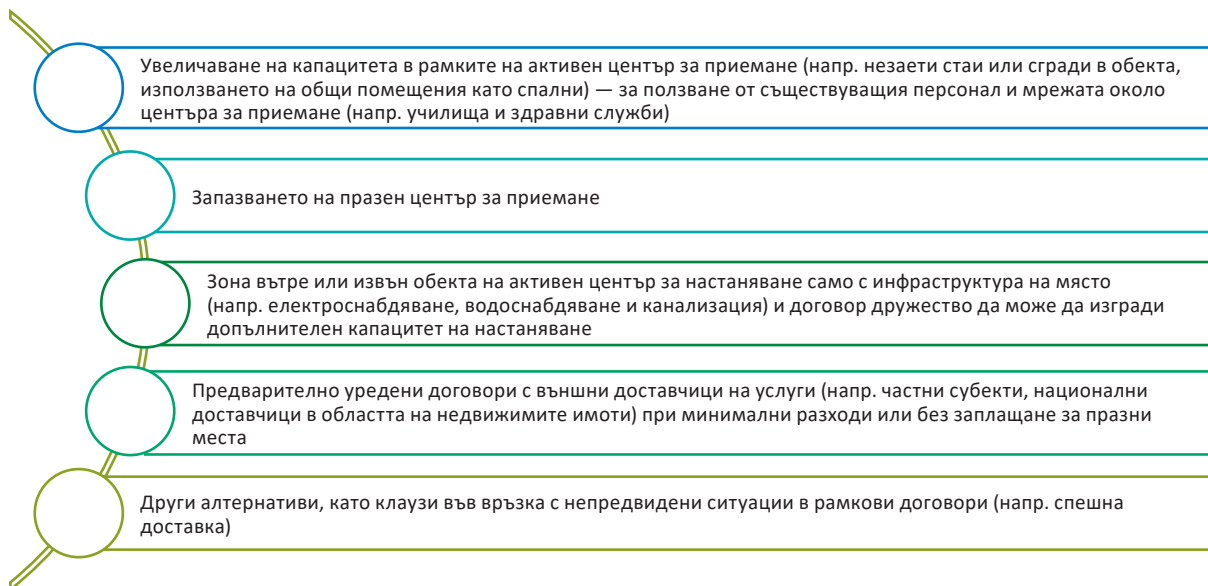 Увеличаване на капацитета в рамките на активен център за приемане (напр. незаети стаи или сгради в обекта,
използването на общи помещения като спални) — за ползване от съществуващия персонал и мрежата около
центъра за приемане (напр. училища и здравни служби)
Запазването на празен център за приемане
Зона вътре или извън обекта на активен център за настаняване само с инфраструктура на място
(напр. електроснабдяване, водоснабдяване и канализация) и договор дружество да може да изгради
допълнителен капацитет на настаняване
Предварително уредени договори с външни доставчици на услуги (напр. частни субекти, национални
доставчици в областта на недвижимите имоти) при минимални разходи или без заплащане за празни
места
Други алтернативи, като клаузи във връзка с непредвидени ситуации в рамкови договори (напр. спешна
доставка)